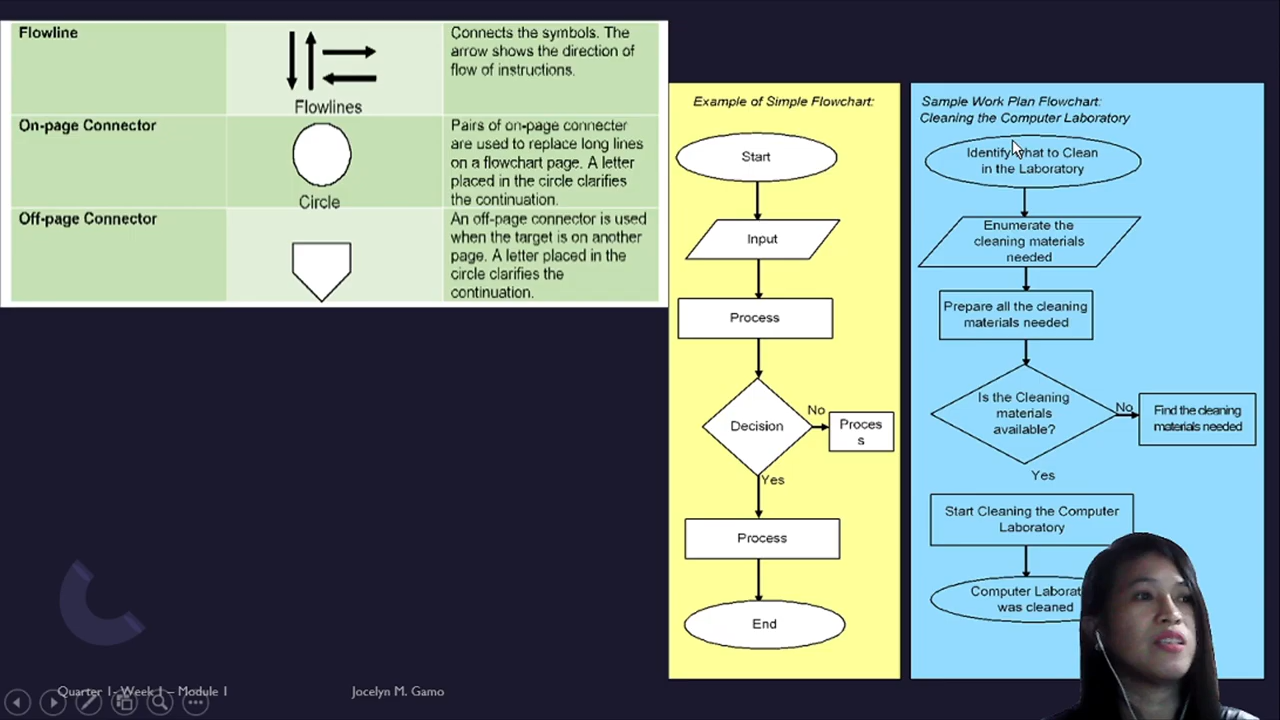 Flowline
Flowlines
Connects the symbols. The
arrow shows the direction of
flow of instructions.
On-page Connector
Circle
Pairs of on-page connecter
are used to replace long lines
on a flowchart page. A letter
placed in the circle clarifies
the continuation.
Off-page Connector
An off-page connector is used
when the target is on another
page. A letter placed in the
circle clarifies the
continuation.
Example of Simple Flowchart:
Start
Input
Process
Decision
No
Proces
s
Yes
Process
End
Sample Work Plan Flowchart:
Cleaning the Computer Laboratory
Identify what to Clean
in the Laboratory
Enumerate the
cleaning materials
needed
Prepare all the cleaning
materials needed
Is the Cleaning
materials
available?
No
Find the cleaning
materials needed
Yes
Start Cleaning the Computer
Laboratory
Computer Laborat
was cleaned
Quarter 1- Week 1 – Module 1
Jocelyn M. Gamo